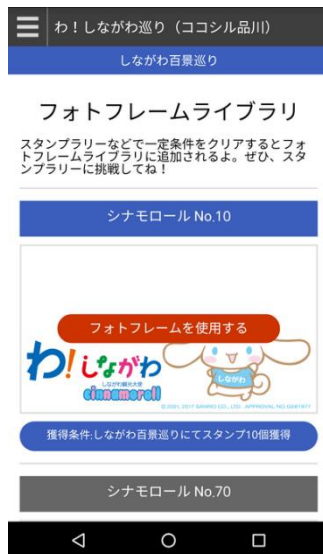 わ！しながわ巡り（ココシル品川）
しながわ百景巡り
フォトフレームライブラリ
スタンプラリーなどで一定条件をクリアするとフォ
トフレームライブラリに追加されるよ。ぜひ、スタ
ンプラリーに挑戦してね！
シナモロール No.10
フォトフレームを使用する
わ!しながわ
しながわ観光大使
cinnamoroll
しながわ
獲得条件:しながわ百景巡りにてスタンプ10個獲得
シナモロール No.70